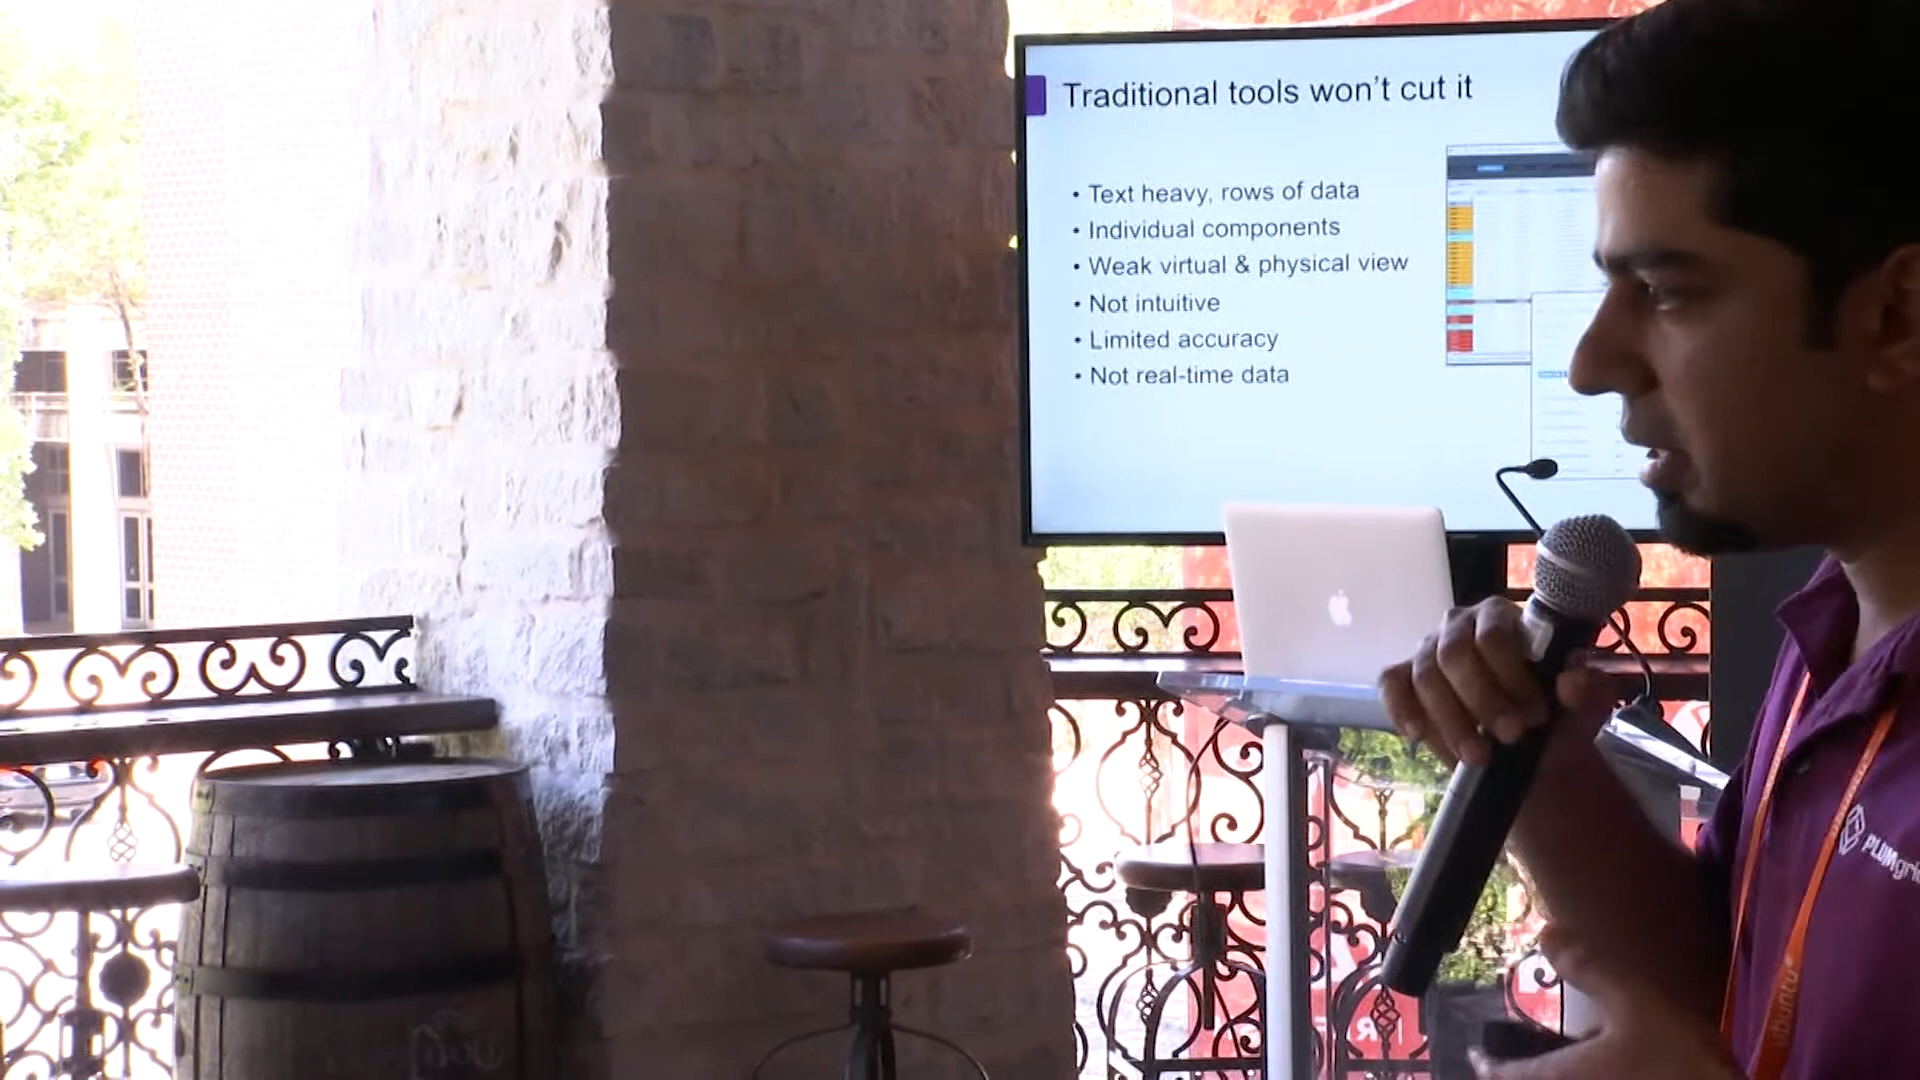 Traditional tools won't cut it
• Text heavy, rows of data
• Individual components
• Weak virtual & physical view
• Not intuitive
• Limited accuracy
• Not real-time data
PLUMgrid
ubuntu